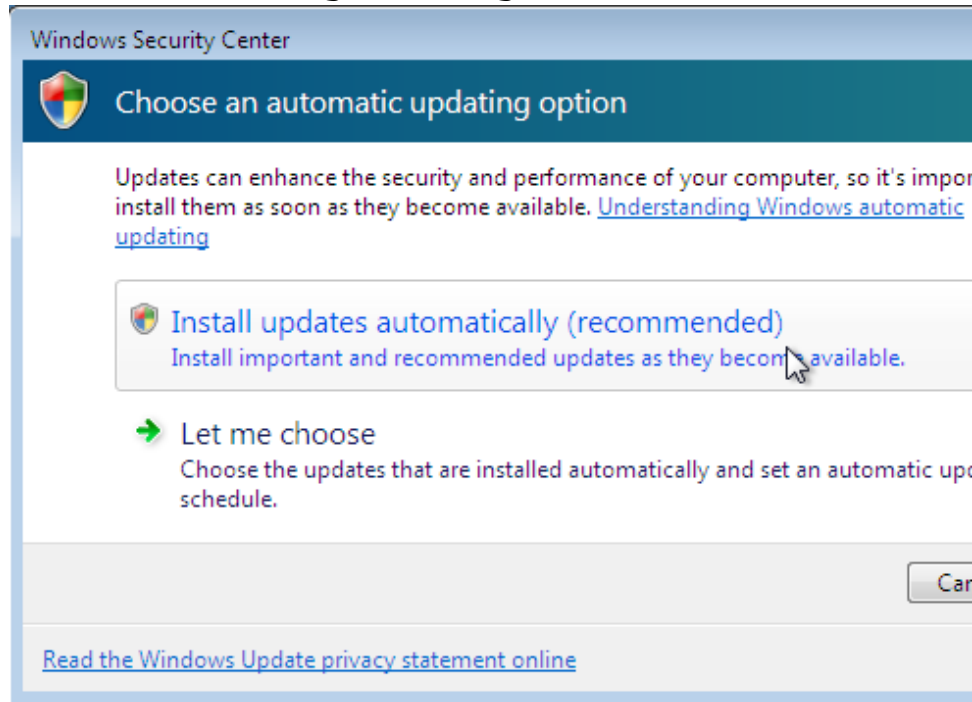 Windows Security Center
Choose an automatic updating option
Updates can enhance the security and performance of your computer, so it's
install them as soon as they become available. Understanding Windows automatic
updating
Install updates automatically (recommended)
Install important and recommended updates as they become available.
Let me choose
Choose the updates that are installed automatically and set an automatic
schedule.
Read the Windows Update privacy statement online